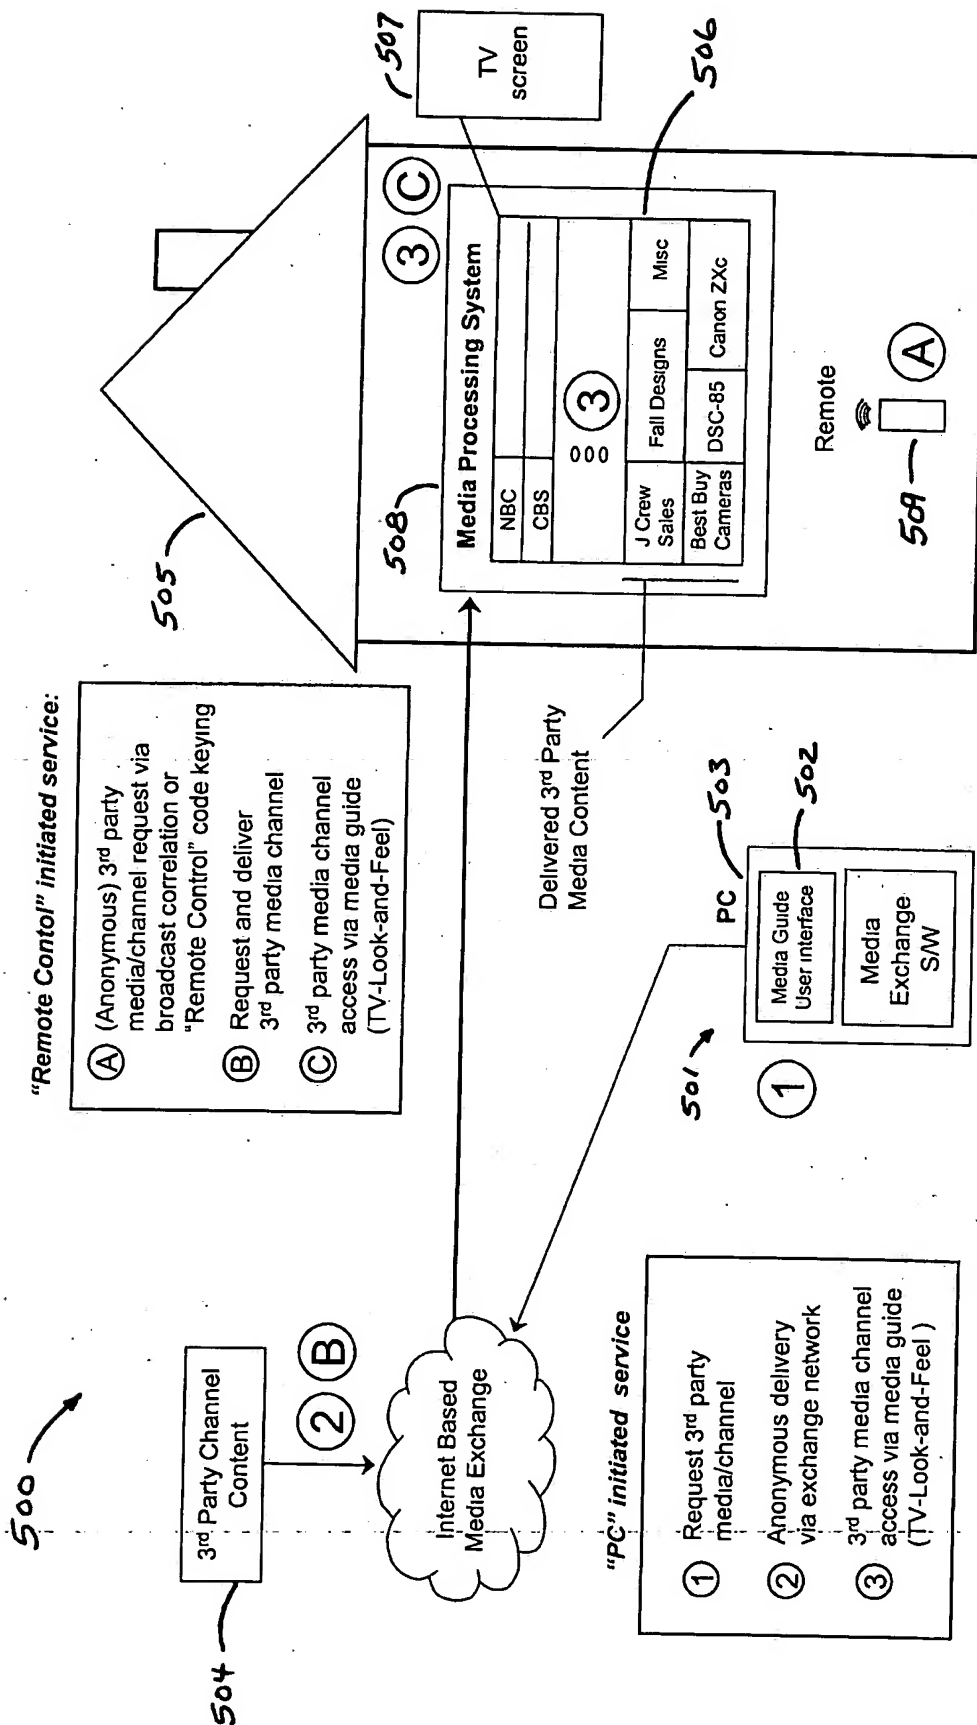 500
504
3rd Party Channel
Content
2
B
Internet Based
Media Exchange
"Remote Contol" initiated service:
A (Anonymous) 3rd party
media/channel request via
broadcast correlation or
"Remote Control" code keying
B Request and deliver
3rd party media channel
C 3rd party media channel
access via media guide
(TV-Look-and-Feel)
"PC" initiated service
1 Request 3rd party
media/channel
2 Anonymous delivery
via exchange network
3 3rd party media channel
access via media guide
(TV-Look-and-Feel )
501
1
PC
503
502
Media Guide
User Interface
Media
Exchange
S/W
Delivered 3rd Party
Media Content
505
508
3
C
Media Processing System
NBC
CBS
ooo
3
J Crew
Sales
Fall Designs
Misc
Best Buy
Cameras
DSC-85
Canon ZXc
507
TV
screen
506
Remote
509
A